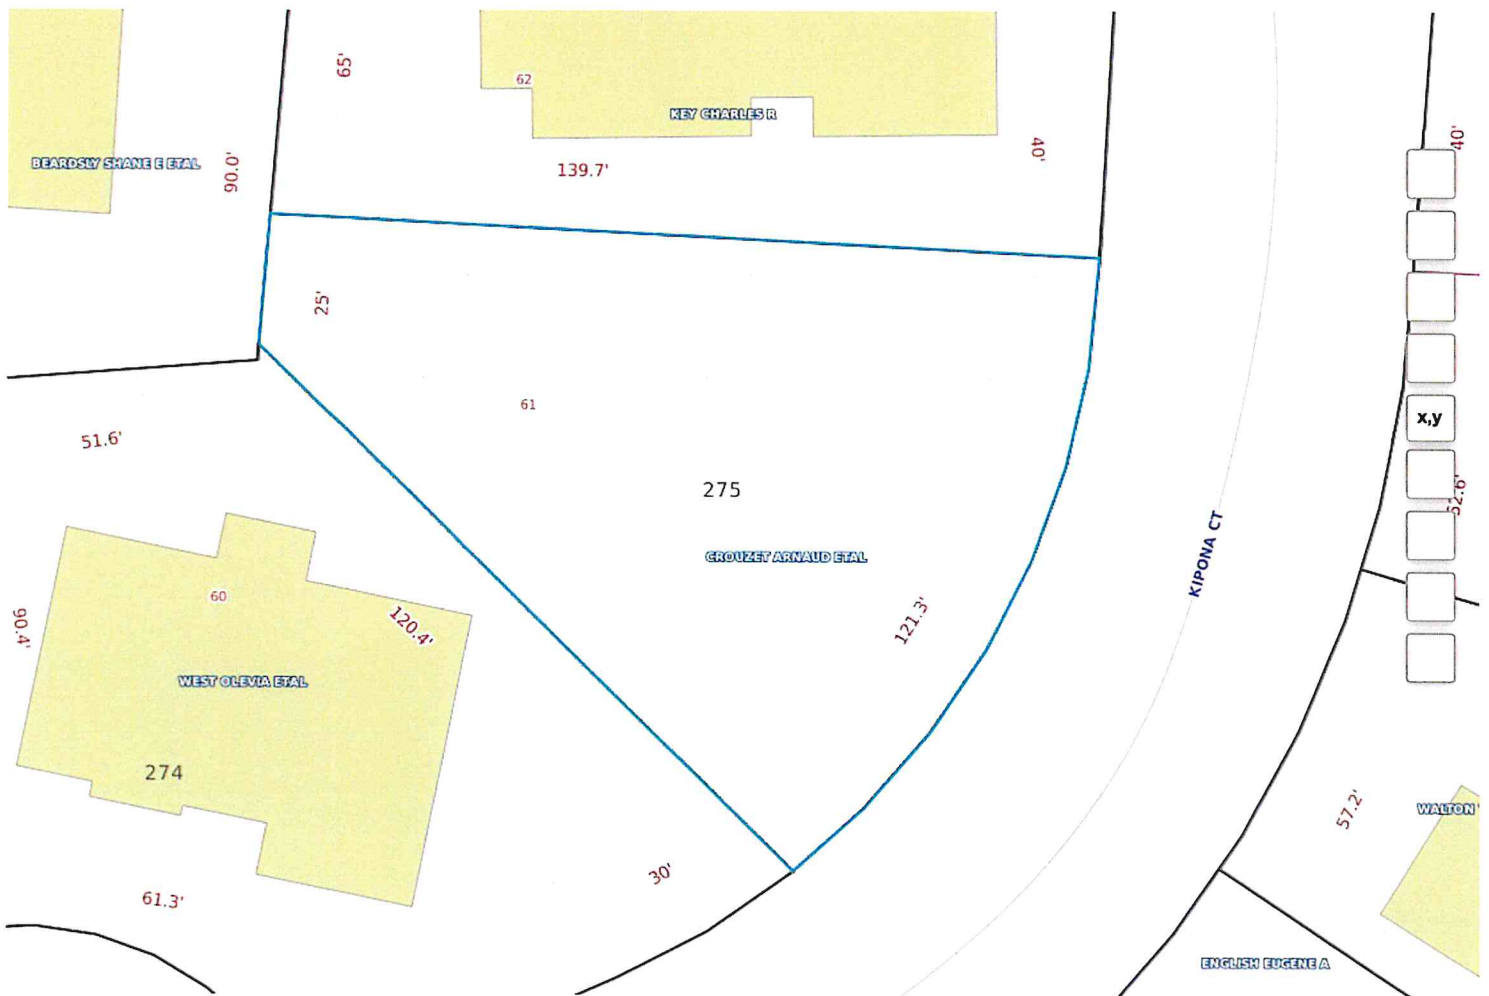 65'
62
KEY CHARLES R
40'
40'
BEARDSLY SHANE E ETAL
90.0'
139.7'
25'
61
x,y
51.6'
275
52.6'
CROUZET ARNAUD ETAL
KIPONA CT
60
90.4'
120.4'
121.3'
WEST OLEVIA ETAL
274
57.2'
WALTON
30'
61.3'
ENGLISH EUGENE A